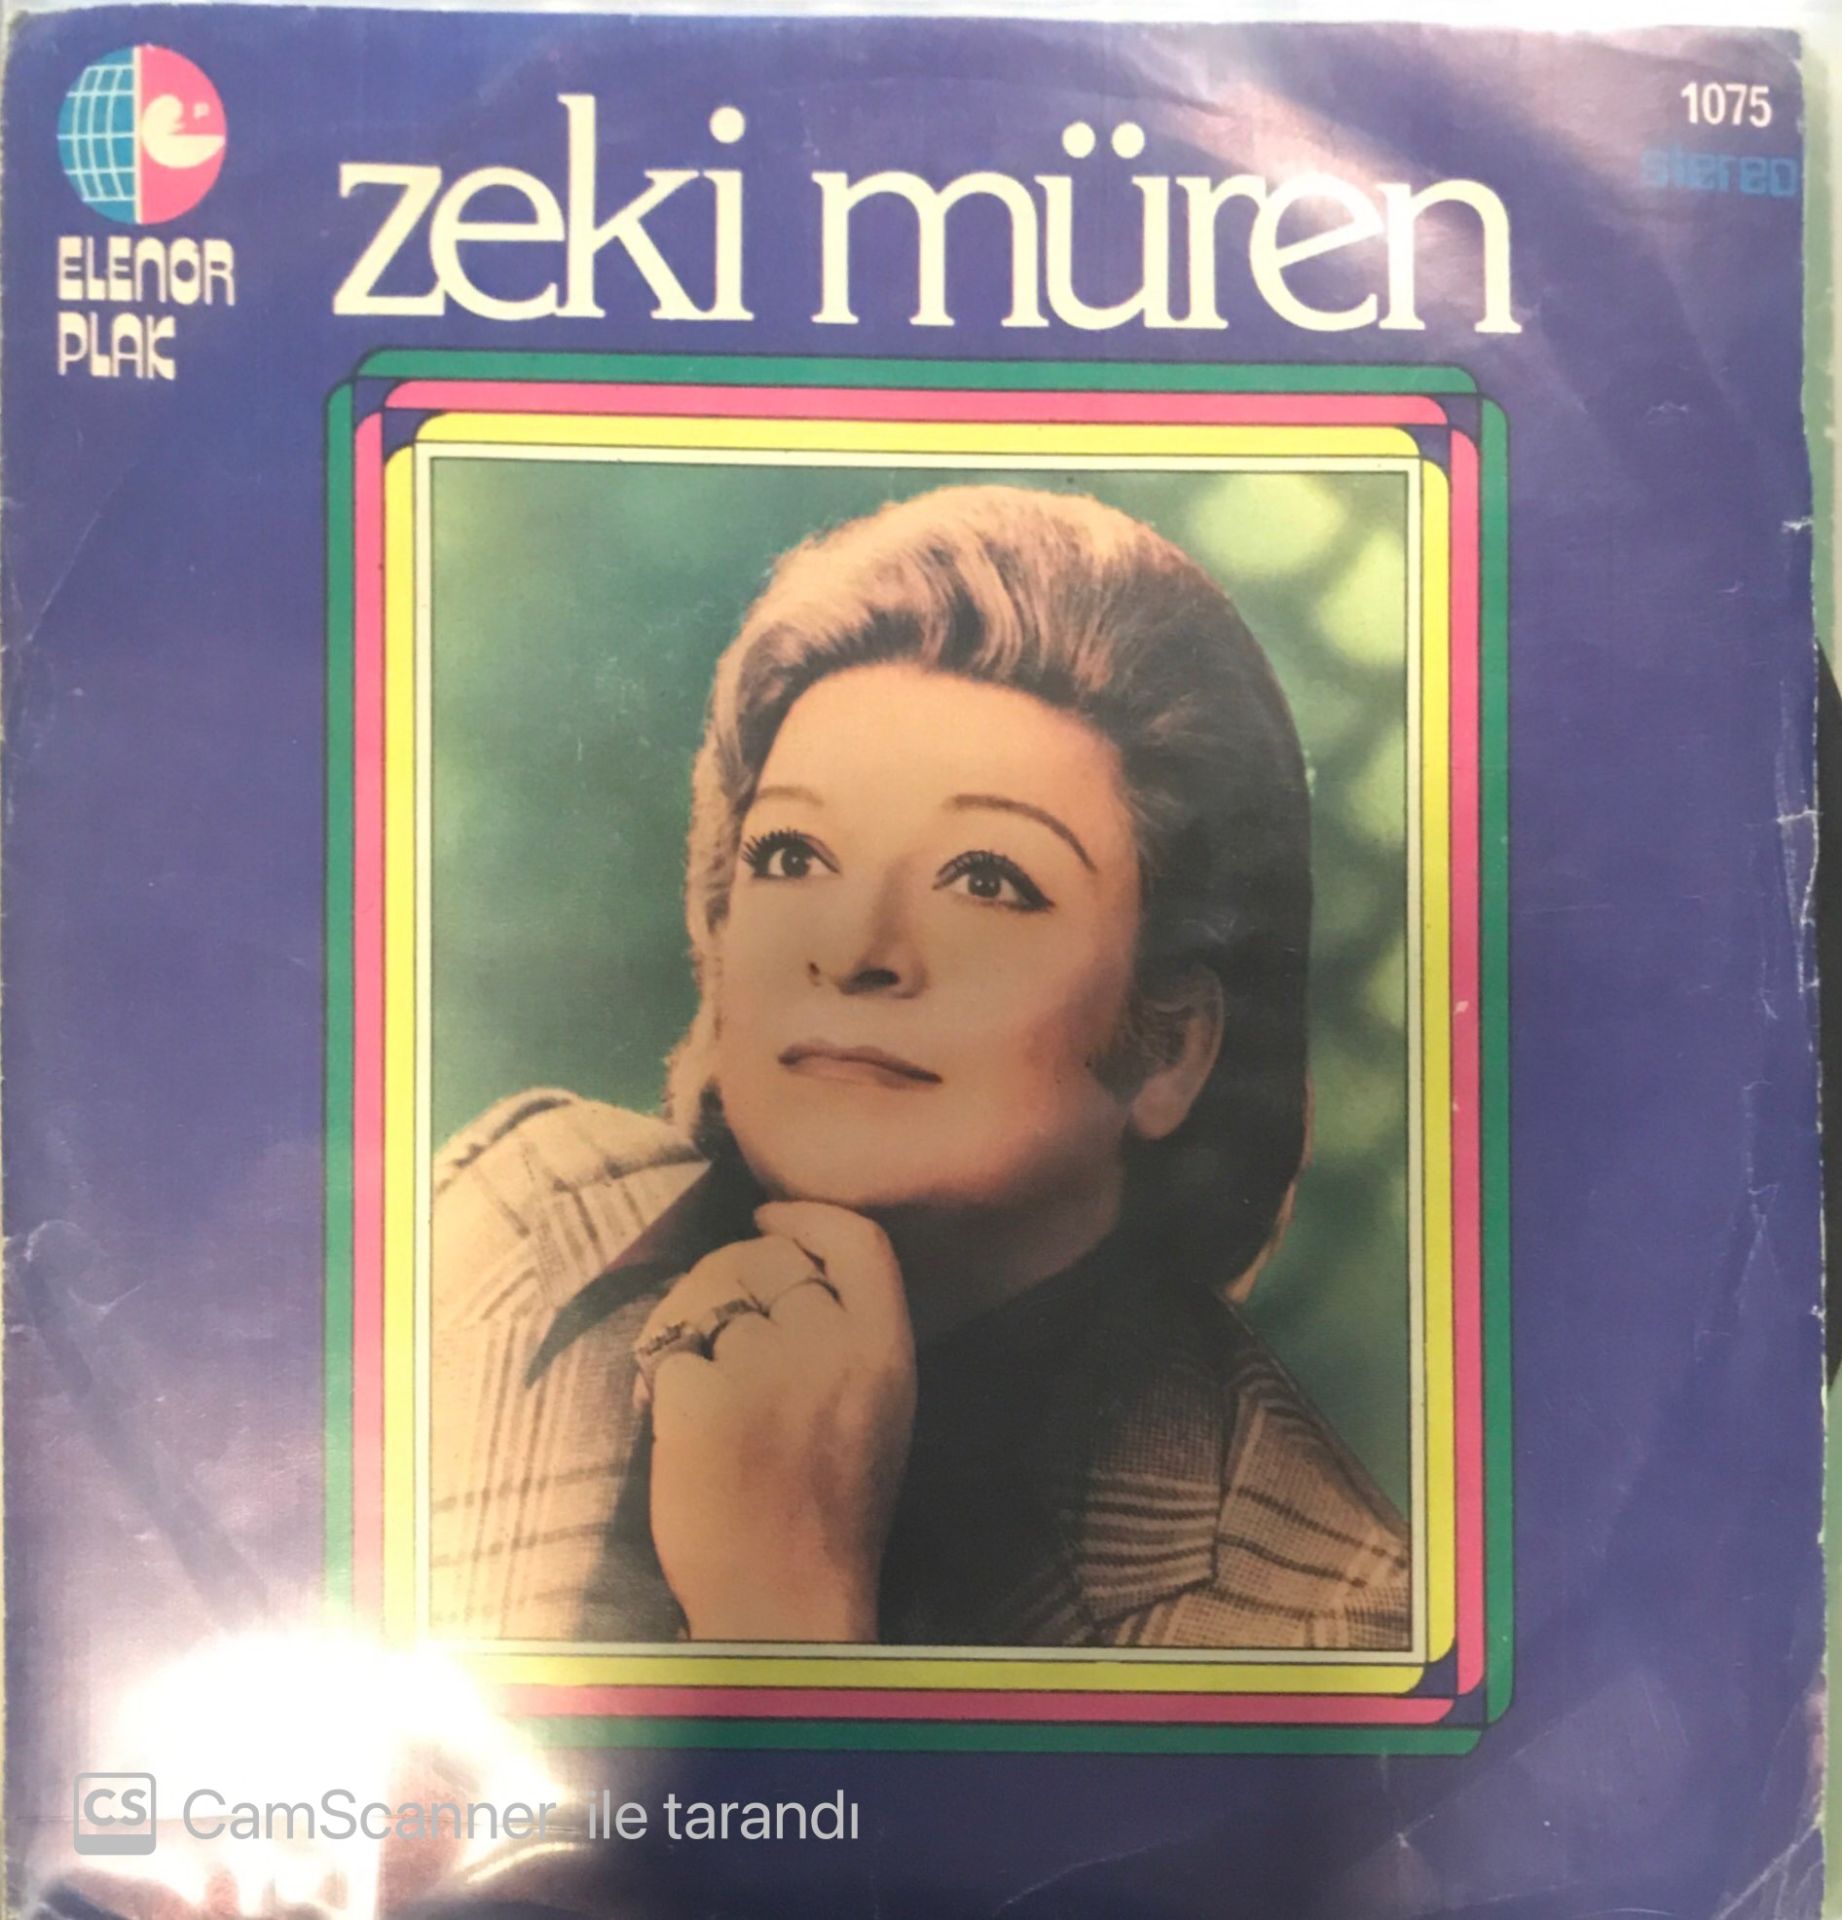 ELENOR
PLAK
zeki müren
1075
stereo
CS CamScanner ile tarandı